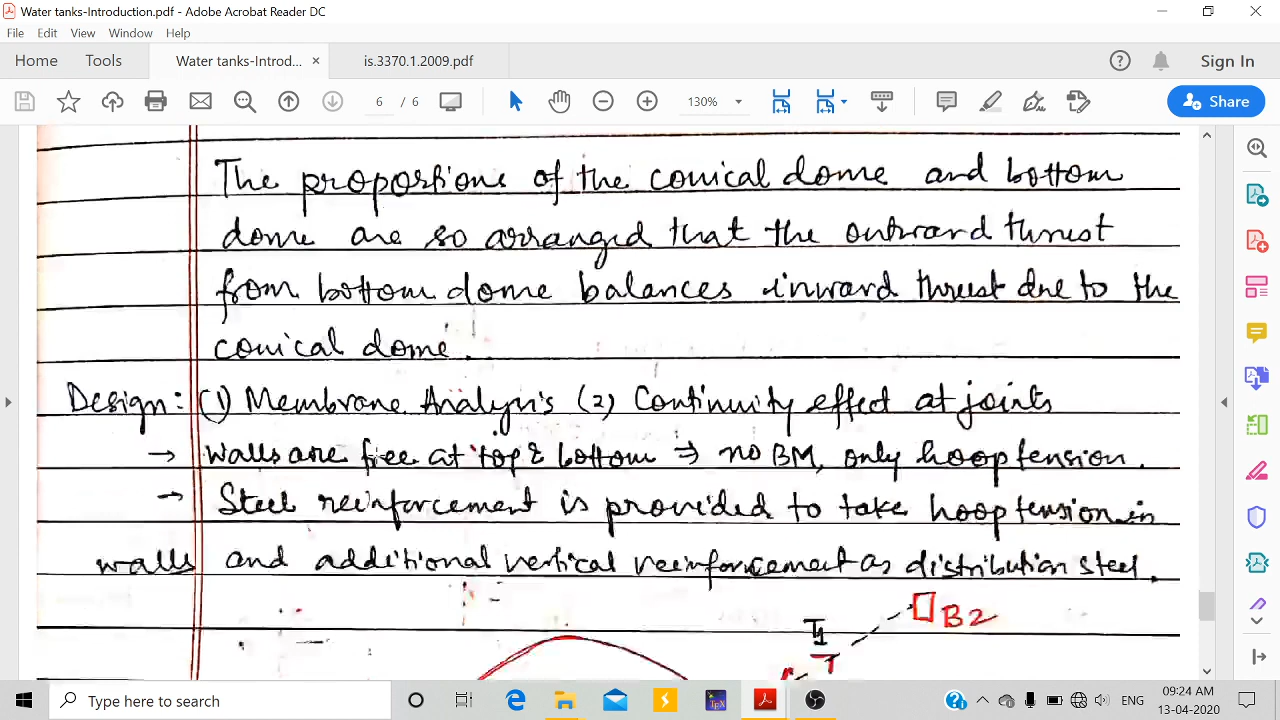 Water tanks-Introduction.pdf - Adobe Acrobat Reader DC
File Edit View Window Help
Home Tools Water tanks-Introd... × is.3370.1.2009.pdf Sign In
6 / 6 130% Share
The proportions of the conical dome and bottom
dome are so arranged that the outward thrust
from bottom dome balances inward thrust due to the
conical dome.
Design: (1) Membrane Analysis (2) Continuity effect at joints
→ Walls are free at top & bottom ⇒ no BM, only hoop tension.
→ Steel reinforcement is provided to take hoop tension in
walls and additional vertical reinforcement as distribution steel.
B2
T1
T
Type here to search
ENG 09:24 AM
13-04-2020